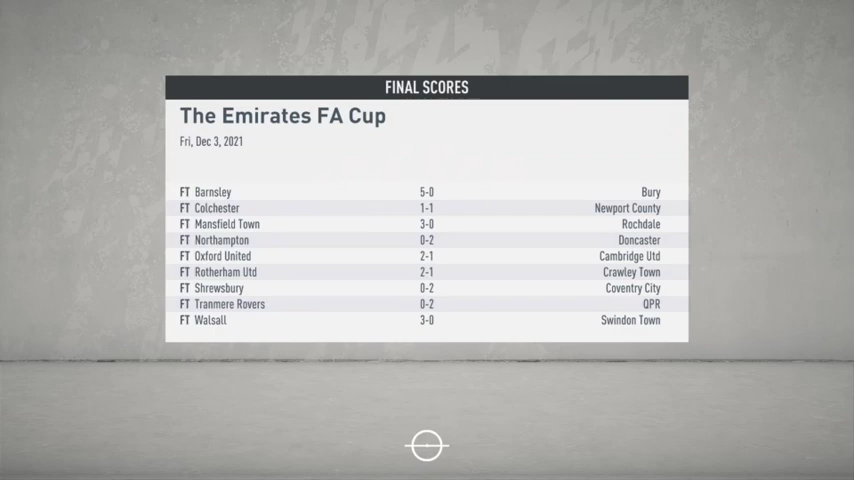 FINAL SCORES
The Emirates FA Cup
Fri, Dec 3, 2021
FT Barnsley 5-0 Bury
FT Colchester 1-1 Newport County
FT Mansfield Town 3-0 Rochdale
FT Northampton 0-2 Doncaster
FT Oxford United 2-1 Cambridge Utd
FT Rotherham Utd 2-1 Crawley Town
FT Shrewsbury 0-2 Coventry City
FT Tranmere Rovers 0-2 QPR
FT Walsall 3-0 Swindon Town